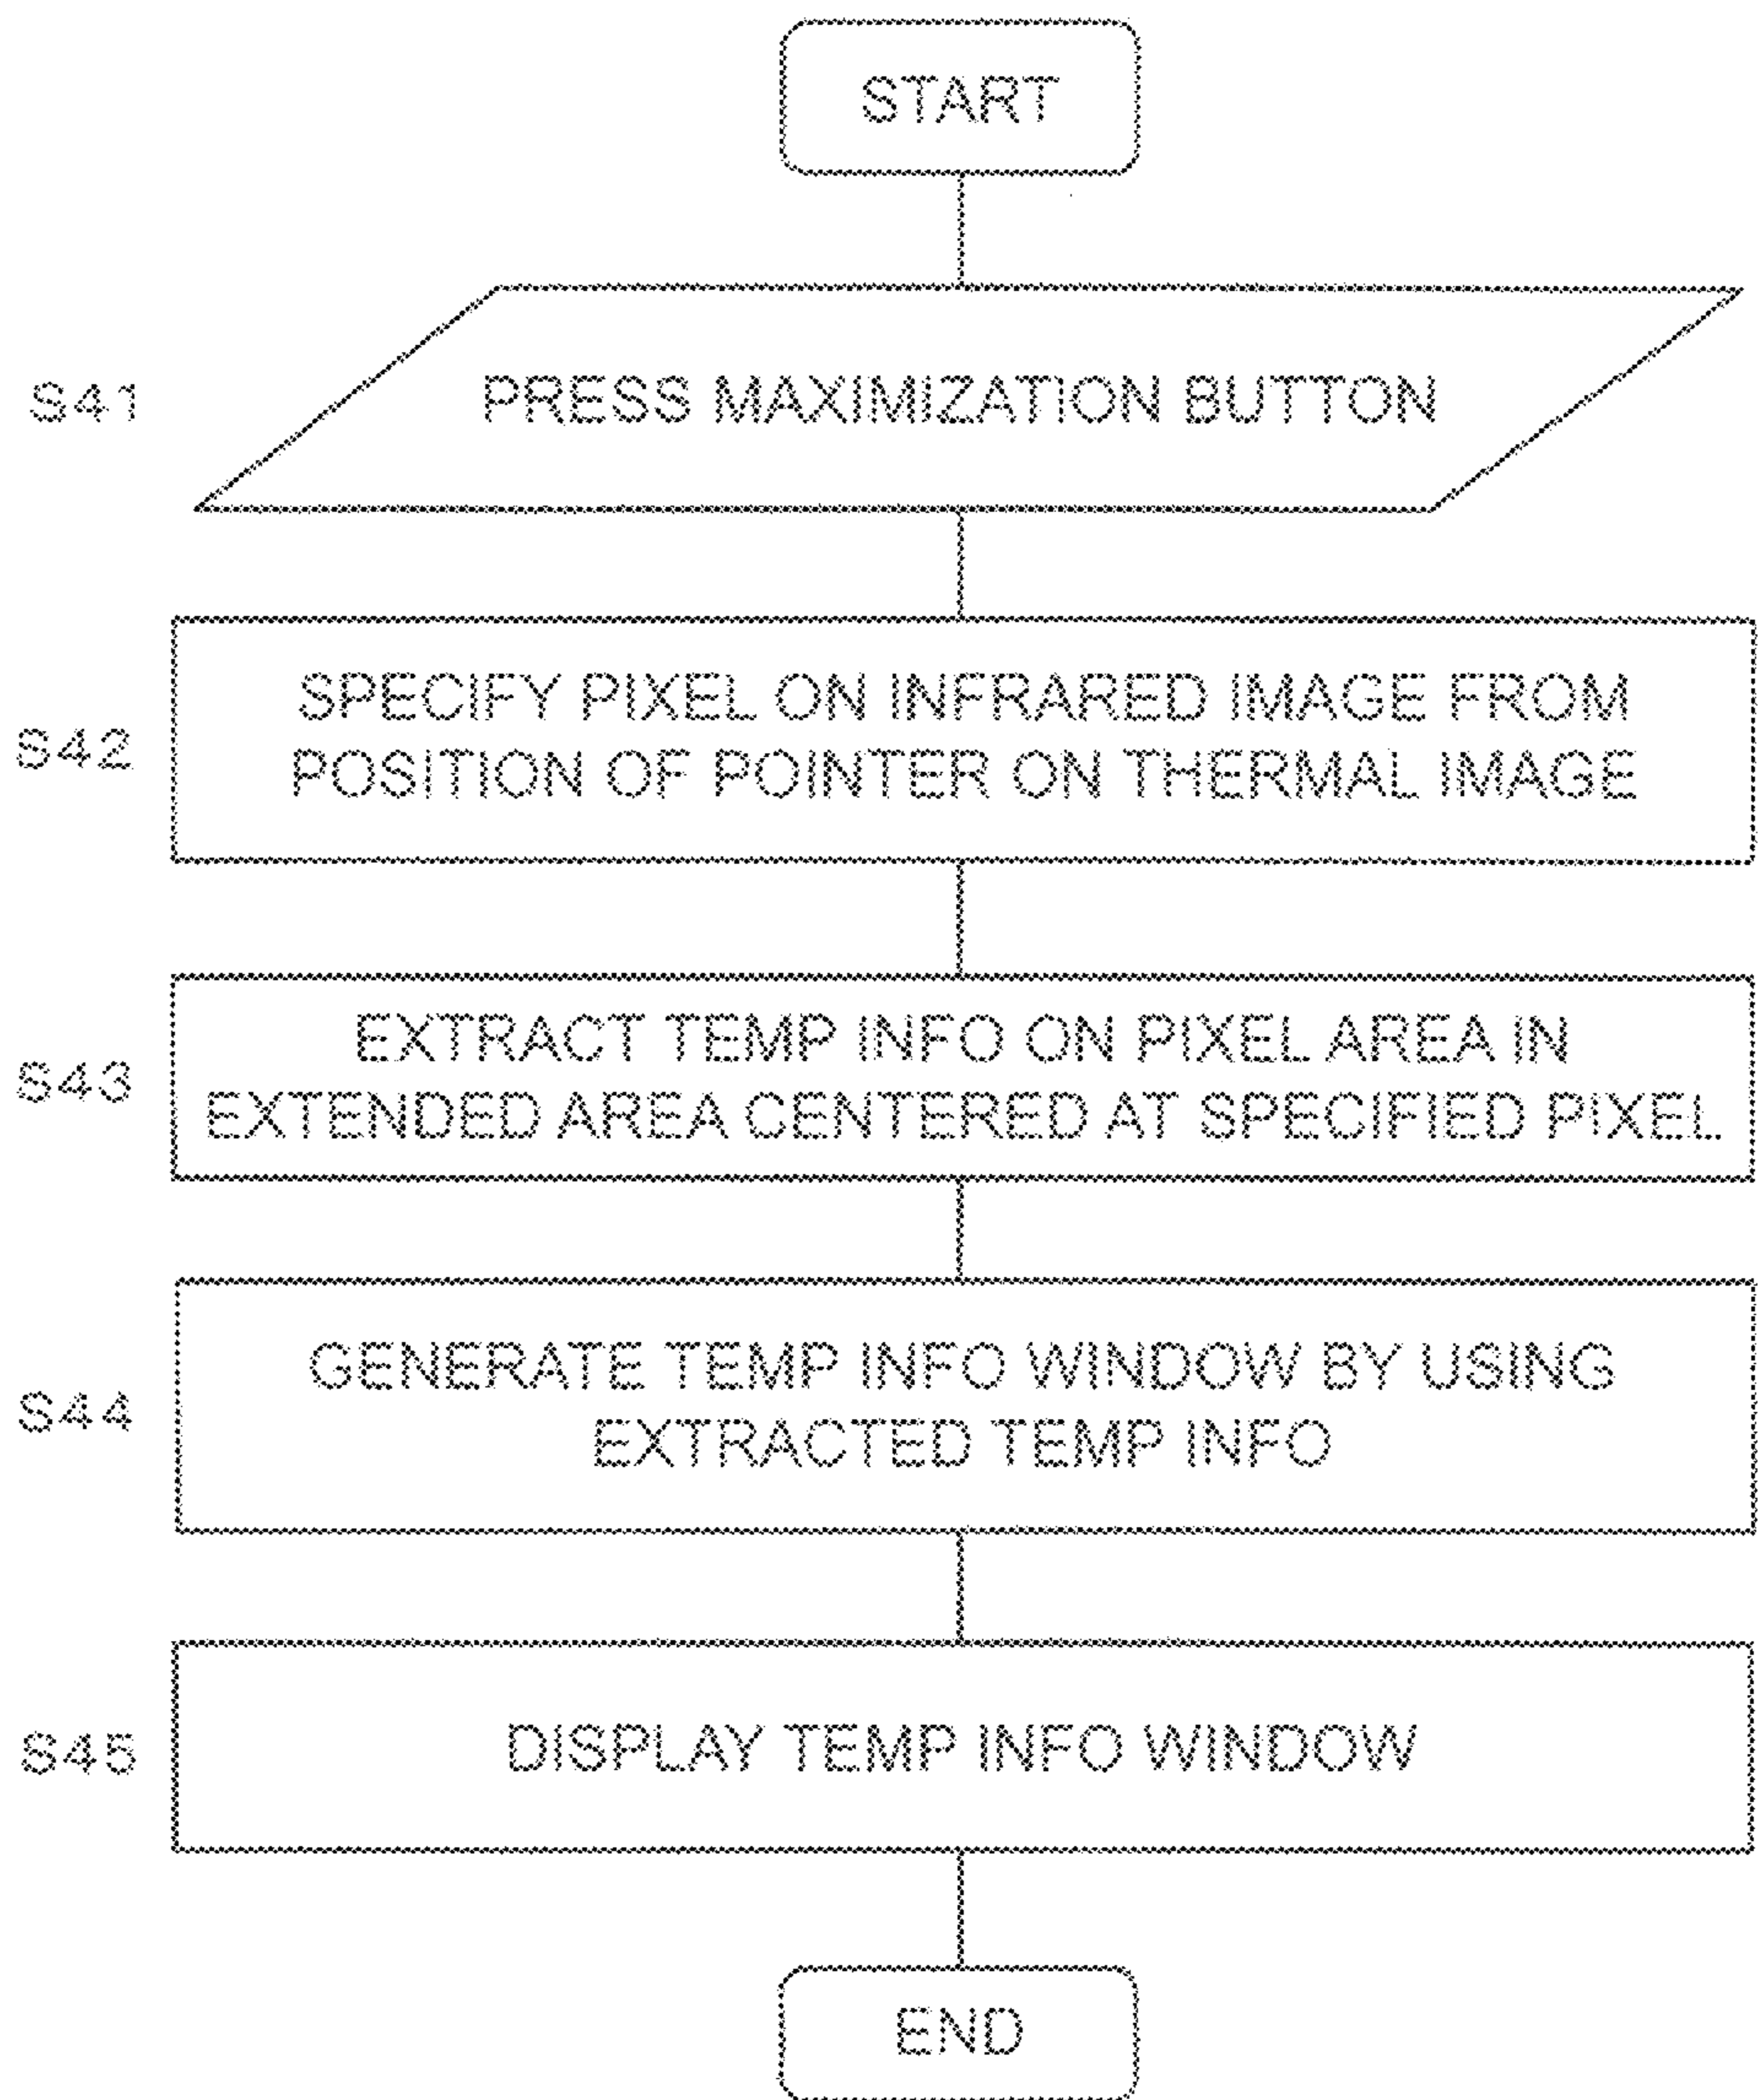 START
S41
PRESS MAXIMIZATION BUTTON
S42
SPECIFY PIXEL ON INFRARED IMAGE FROM
POSITION OF POINTER ON THERMAL IMAGE
S43
EXTRACT TEMP INFO ON PIXEL AREA IN
EXTENDED AREA CENTERED AT SPECIFIED PIXEL
S44
GENERATE TEMP INFO WINDOW BY USING
EXTRACTED TEMP INFO
S45
DISPLAY TEMP INFO WINDOW
END